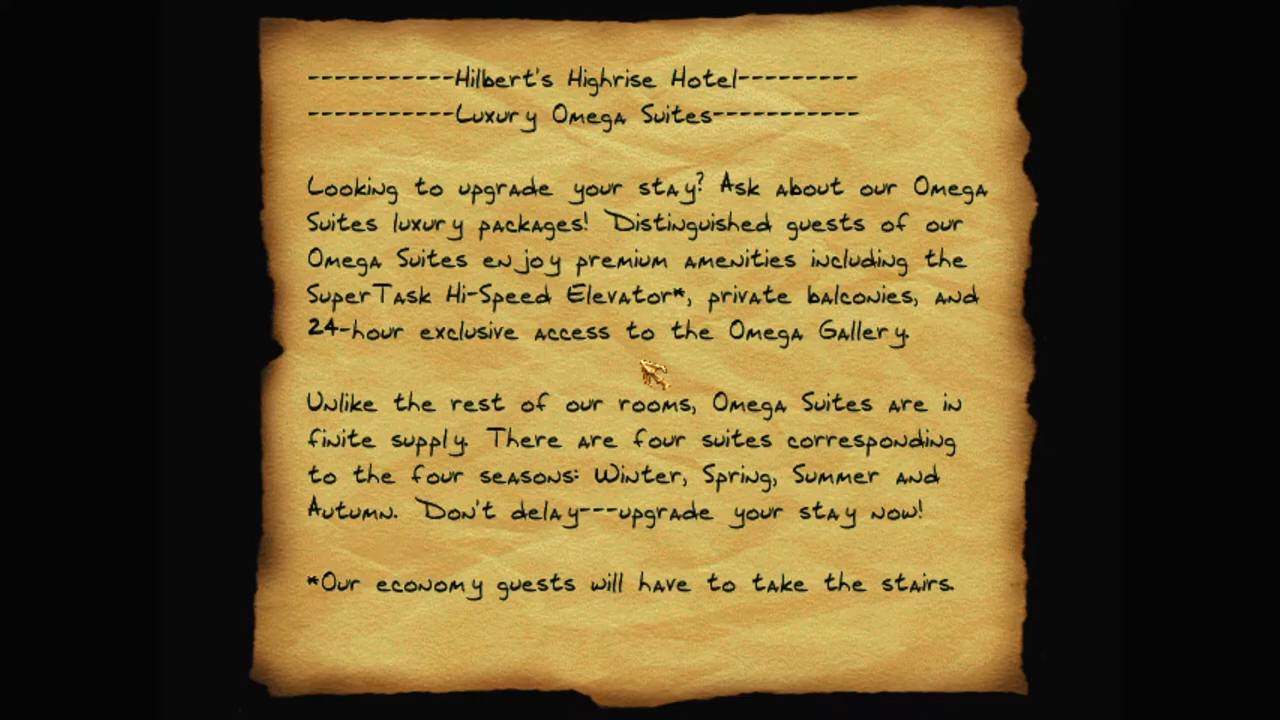 -----------Hilbert's Highrise Hotel---------
-----------Luxury Omega Suites-----------
Looking to upgrade your stay? Ask about our Omega
Suites luxury packages! Distinguished guests of our
Omega Suites enjoy premium amenities including the
SuperTask Hi-Speed Elevator*, private balconies, and
24-hour exclusive access to the Omega Gallery.
Unlike the rest of our rooms, Omega Suites are in
finite supply. There are four suites corresponding
to the four seasons: Winter, Spring, Summer and
Autumn. Don't delay---upgrade your stay now!
*Our economy guests will have to take the stairs.